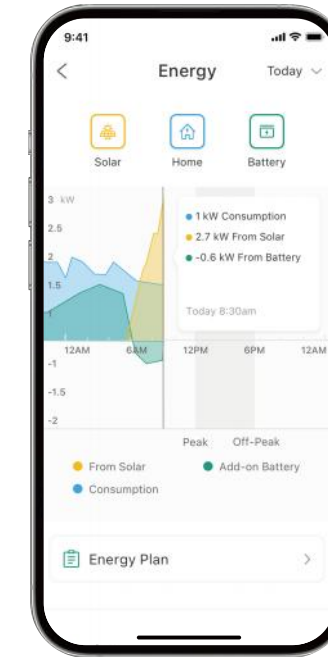 9:41
Energy Today
Solar Home Battery
3 kW
2.5
2
1.5
1
1 kW Consumption
2.7 kW From Solar
-0.6 kW From Battery
Today 8:30am
12AM 6AM 12PM 6PM 12AM
-1
-1.5
-2
Peak Off-Peak
From Solar Add-on Battery
Consumption
Energy Plan